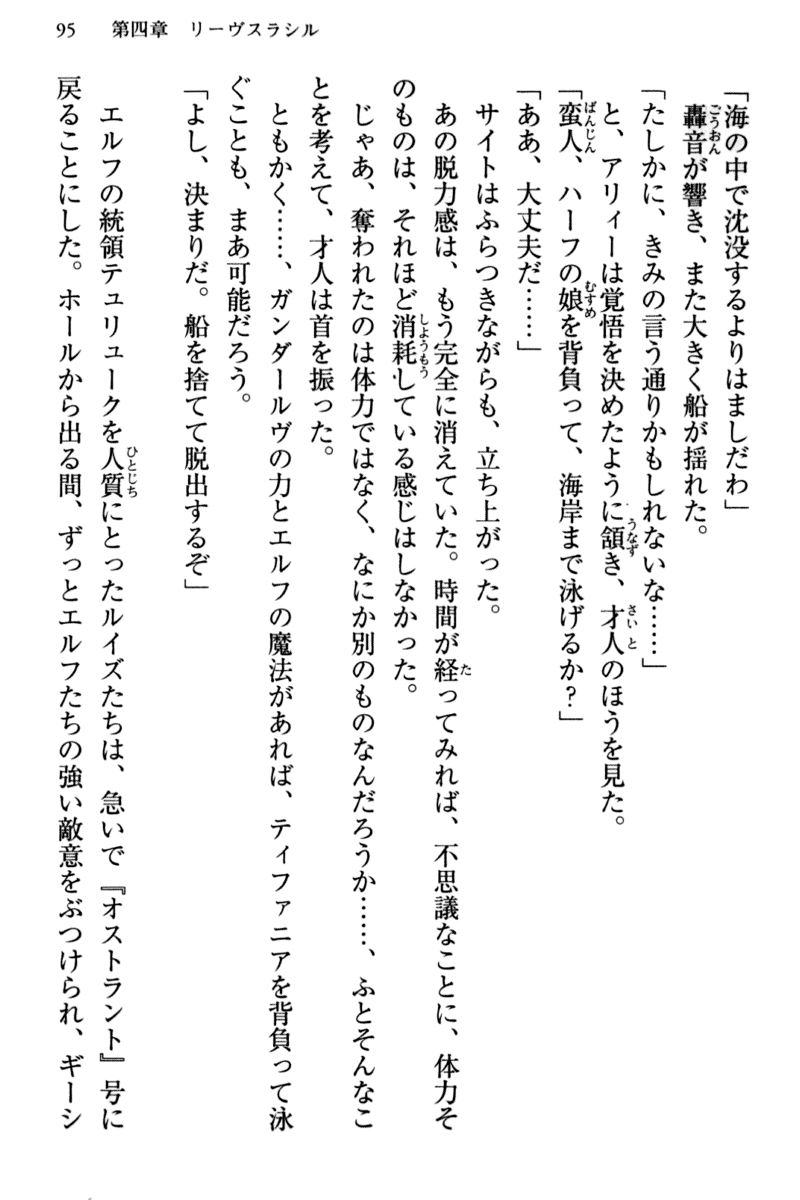 95　第四章　リーヴスラシル
「海の中で沈没するよりはましだわ」
轟音が響き、また大きく船が揺れた。
「たしかに、きみの言う通りかもしれないな……」
と、アリィーは覚悟を決めたように頷き、才人のほうを見た。
「蛮人、ハーフの娘を背負って、海岸まで泳げるか？」
「ああ、大丈夫だ……」
サイトはふらつきながらも、立ち上がった。
あの脱力感は、もう完全に消えていた。時間が経ってみれば、不思議なことに、体力そ
のものは、それほど消耗している感じはしなかった。
じゃあ、奪われたのは体力ではなく、なにか別のものなんだろうか……、ふとそんなこ
とを考えて、才人は首を振った。
ともかく……、ガンダールヴの力とエルフの魔法があれば、ティファニアを背負って泳
ぐことも、まあ可能だろう。
「よし、決まりだ。船を捨てて脱出するぞ」
エルフの統領テュリュークを人質にとったルイズたちは、急いで『オストラント』号に
戻ることにした。ホールから出る間、ずっとエルフたちの強い敵意をぶつけられ、ギーシ